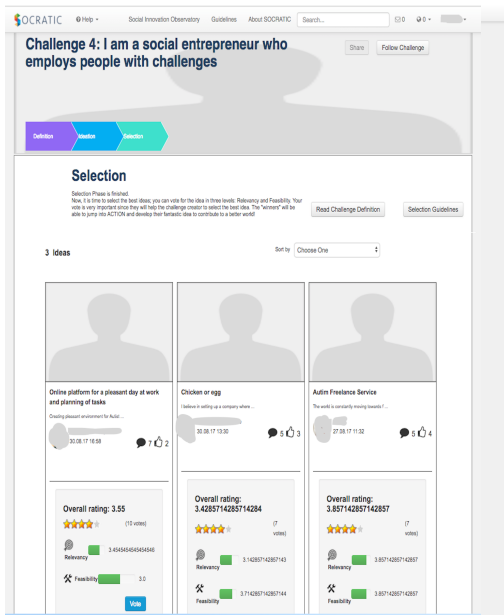 SOCRATIC
Help
Social Innovation Observatory
Guidelines
About SOCRATIC
Search...
0
0
Challenge 4: I am a social entrepreneur who
employs people with challenges
Share
Follow Challenge
Definition
Ideation
Selection
Selection
Selection Phase is finished.
Now, it is time to select the best ideas; you can vote for the idea in three levels: Relevancy and Feasibility. Your
vote is very important since they will help the challenge creator to select the best idea. The "winners" will be
able to jump into ACTION and develop their fantastic idea to contribute to a better world!
Read Challenge Definition
Selection Guidelines
3 Ideas
Sort by
Choose One
Online platform for a pleasant day at work
and planning of tasks
Creating pleasant environment for Autist ...
30.08.17 16:58
7
2
Overall rating: 3.55
(10 votes)
Relevancy
3.4545454545454546
Feasibility
3.0
Vote
Chicken or egg
I believe in setting up a company where ...
30.08.17 13:30
5
3
Overall rating:
3.4285714285714284
(7
votes)
Relevancy
3.142857142857143
Feasibility
3.7142857142857144
Autim Freelance Service
The world is constantly moving towards f ...
27.08.17 11:32
5
4
Overall rating:
3.857142857142857
(7
votes)
Relevancy
3.857142857142857
Feasibility
3.857142857142857